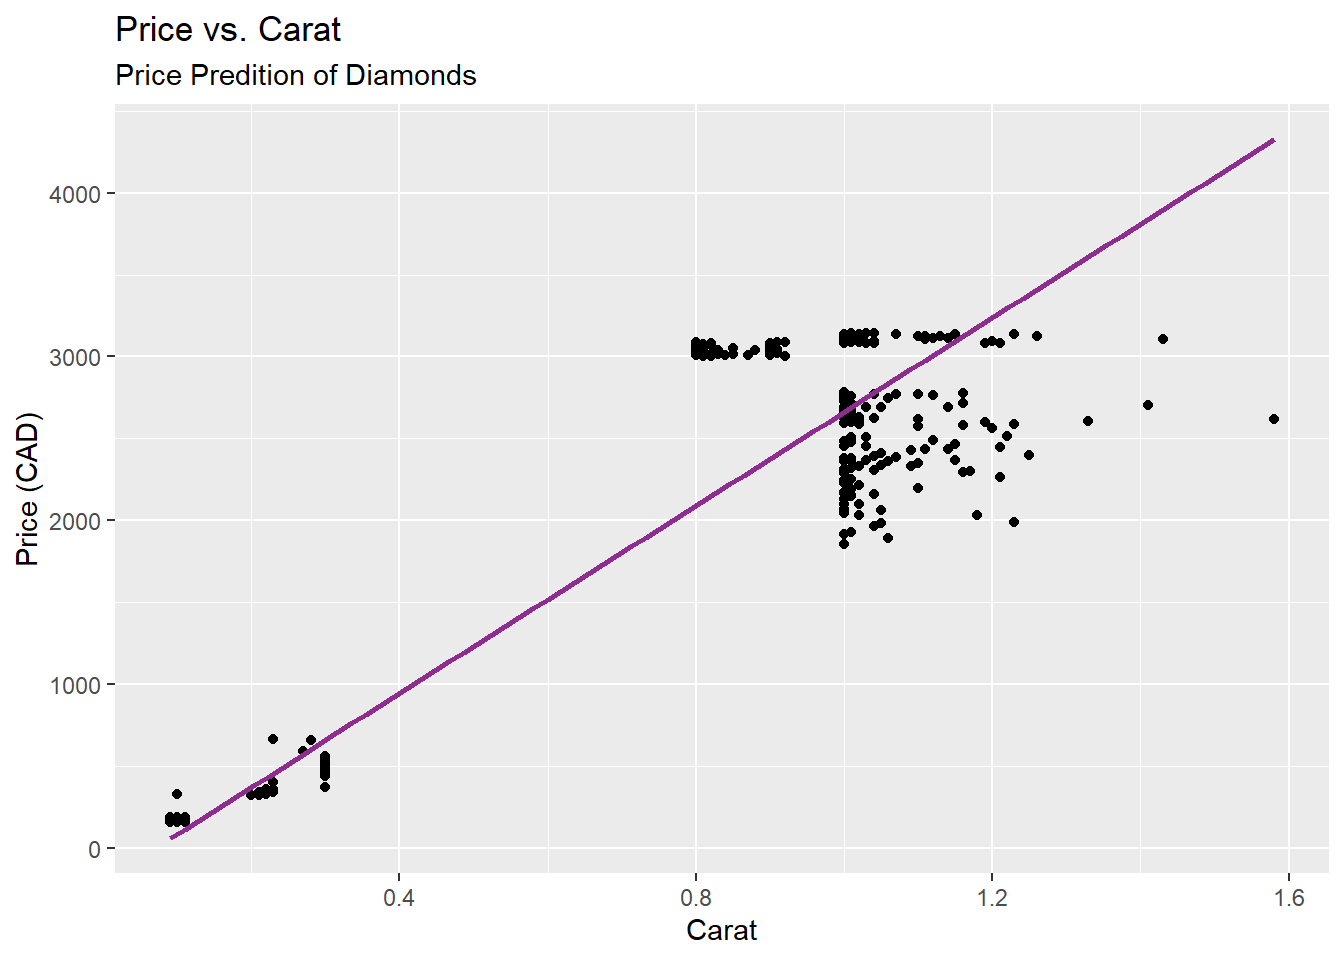 Price vs. Carat
Price Predition of Diamonds
4000
3000
2000
1000
0
Price (CAD)
0.4 0.8 1.2 1.6
Carat